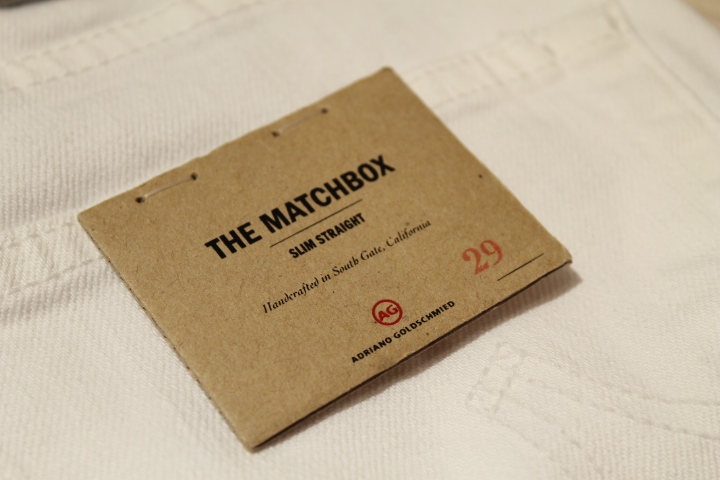 THE MATCHBOX
SLIM STRAIGHT
Handcrafted in South Gate, California
29
AG
ADRIANO GOLDSCHMIED